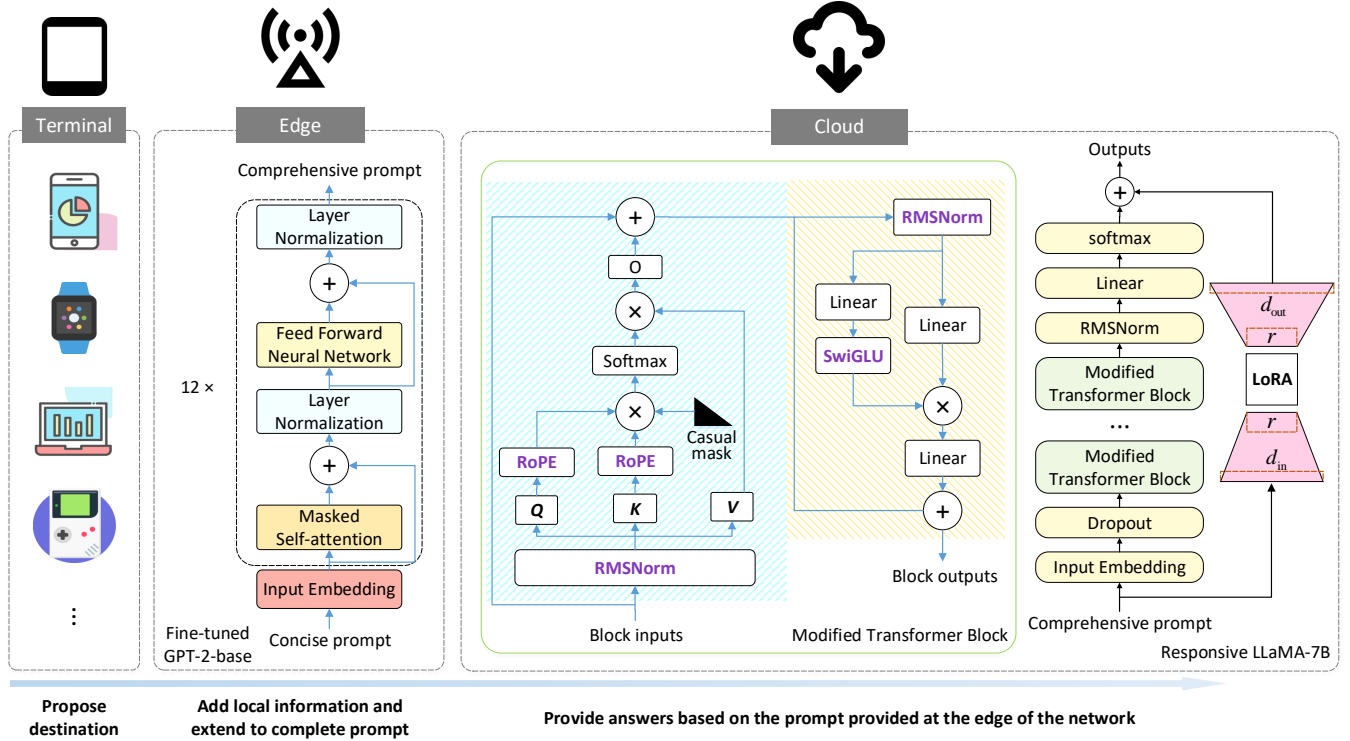 Terminal
Edge
Cloud
Comprehensive prompt
Layer
Normalization
+
Feed Forward
Neural Network
12 ×
Layer
Normalization
+
Masked
Self-attention
Input Embedding
Concise prompt
Fine-tuned
GPT-2-base
⋮
+
O
×
Softmax
×
Casual
mask
RoPE
RoPE
Q
K
V
RMSNorm
Block inputs
RMSNorm
Linear
Linear
SwiGLU
×
Linear
+
Block outputs
Modified Transformer Block
Outputs
+
softmax
Linear
RMSNorm
Modified
Transformer Block
...
Modified
Transformer Block
Dropout
Input Embedding
Comprehensive prompt
d_out
r
LoRA
r
d_in
Responsive LLaMA-7B
Propose
destination
Add local information and
extend to complete prompt
Provide answers based on the prompt provided at the edge of the network